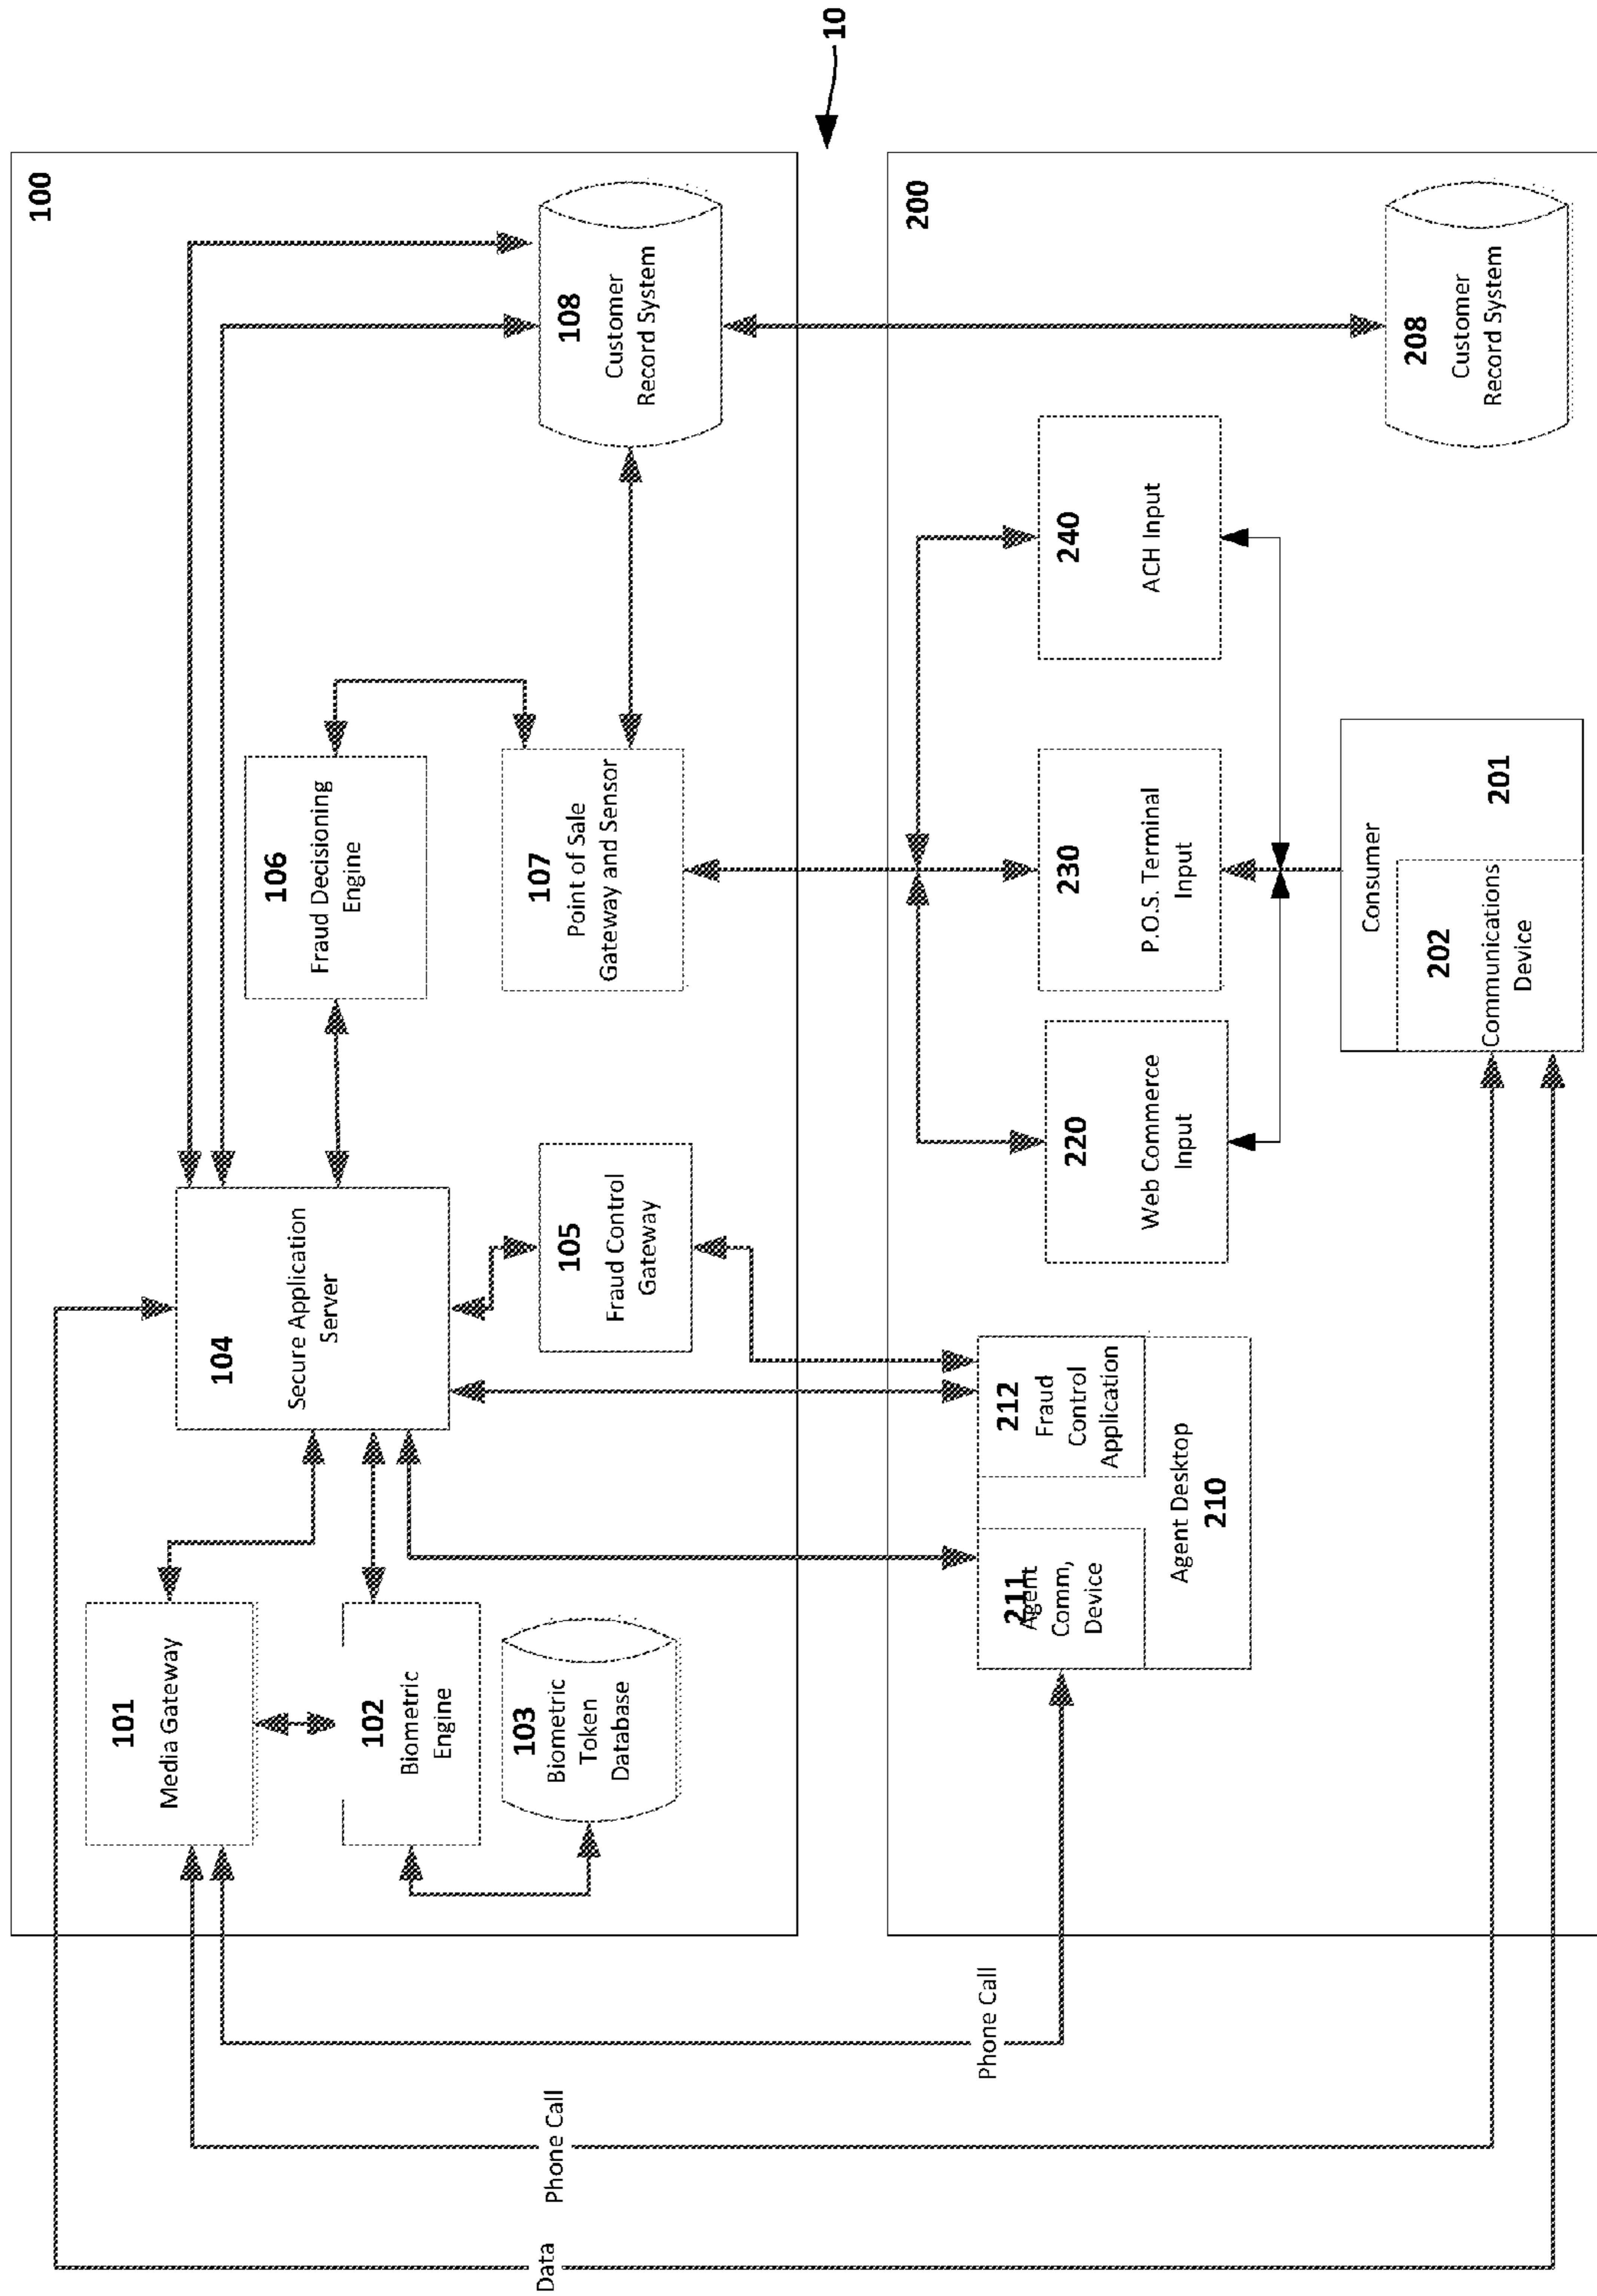 10
100
101
Media Gateway
102
Biometric
Engine
103
Biometric
Token
Database
104
Secure Application
Server
105
Fraud Control
Gateway
106
Fraud Decisioning
Engine
107
Point of Sale
Gateway and Sensor
108
Customer
Record System
200
211
Agent
Comm,
Device
212
Fraud
Control
Application
Agent Desktop
210
220
Web Commerce
Input
230
P.O.S. Terminal
Input
240
ACH Input
Consumer
201
202
Communications
Device
208
Customer
Record System
Phone Call
Phone Call
Data